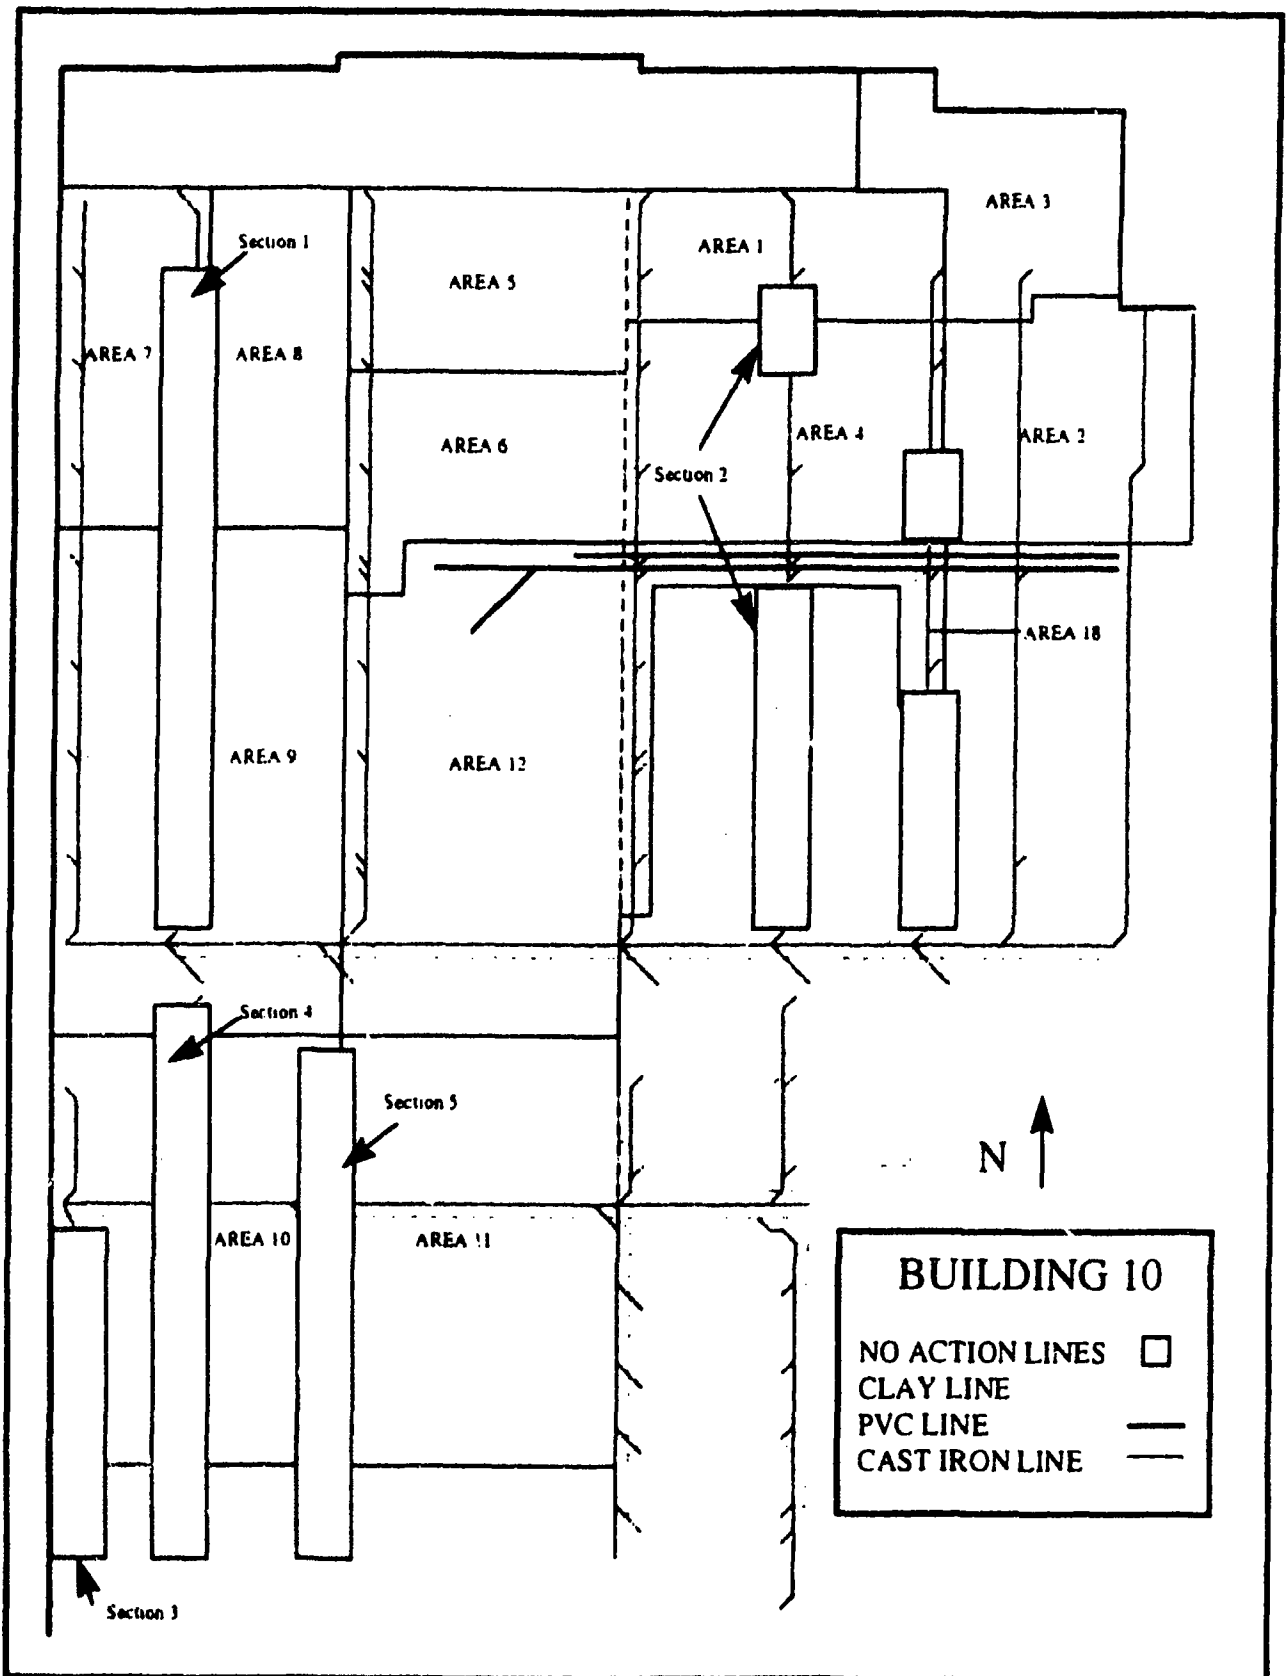 AREA 3
Section 1
AREA 1
AREA 5
AREA 7
AREA 8
AREA 4
AREA 2
AREA 6
Section 2
AREA 18
AREA 9
AREA 12
Section 4
Section 5
N
AREA 10
AREA 11
BUILDING 10
NO ACTION LINES
CLAY LINE
PVC LINE
CAST IRON LINE
Section 3